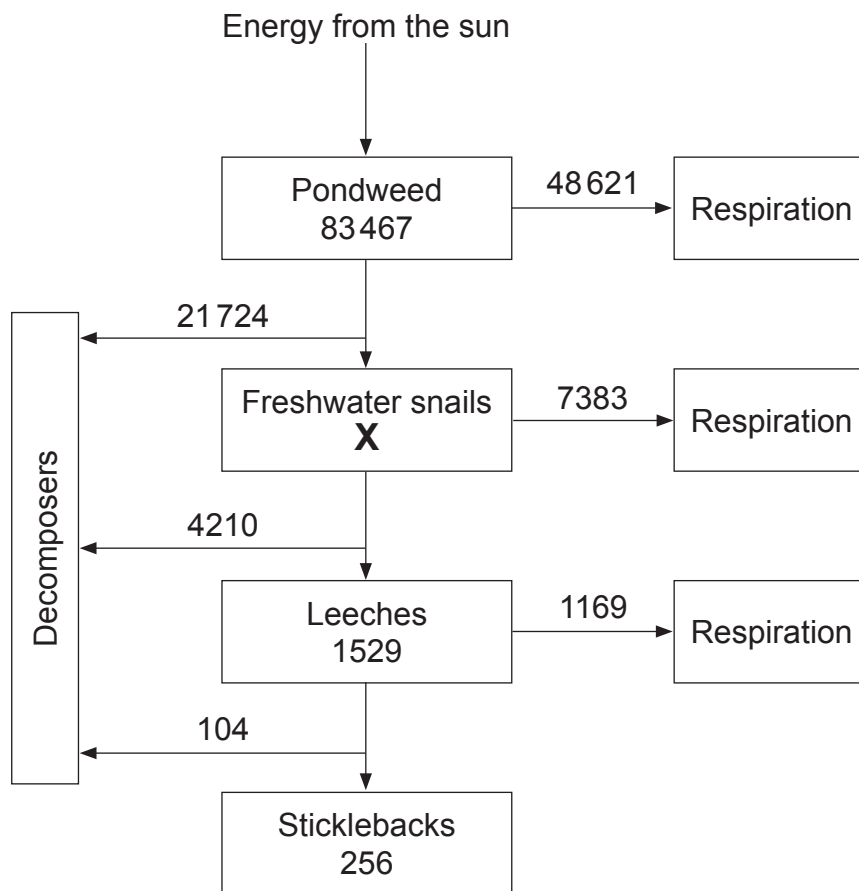 Energy from the sun
Pondweed
83 467
48 621
Respiration
21 724
Freshwater snails
X
7383
Respiration
Decomposers
4210
Leeches
1529
1169
Respiration
104
Sticklebacks
256